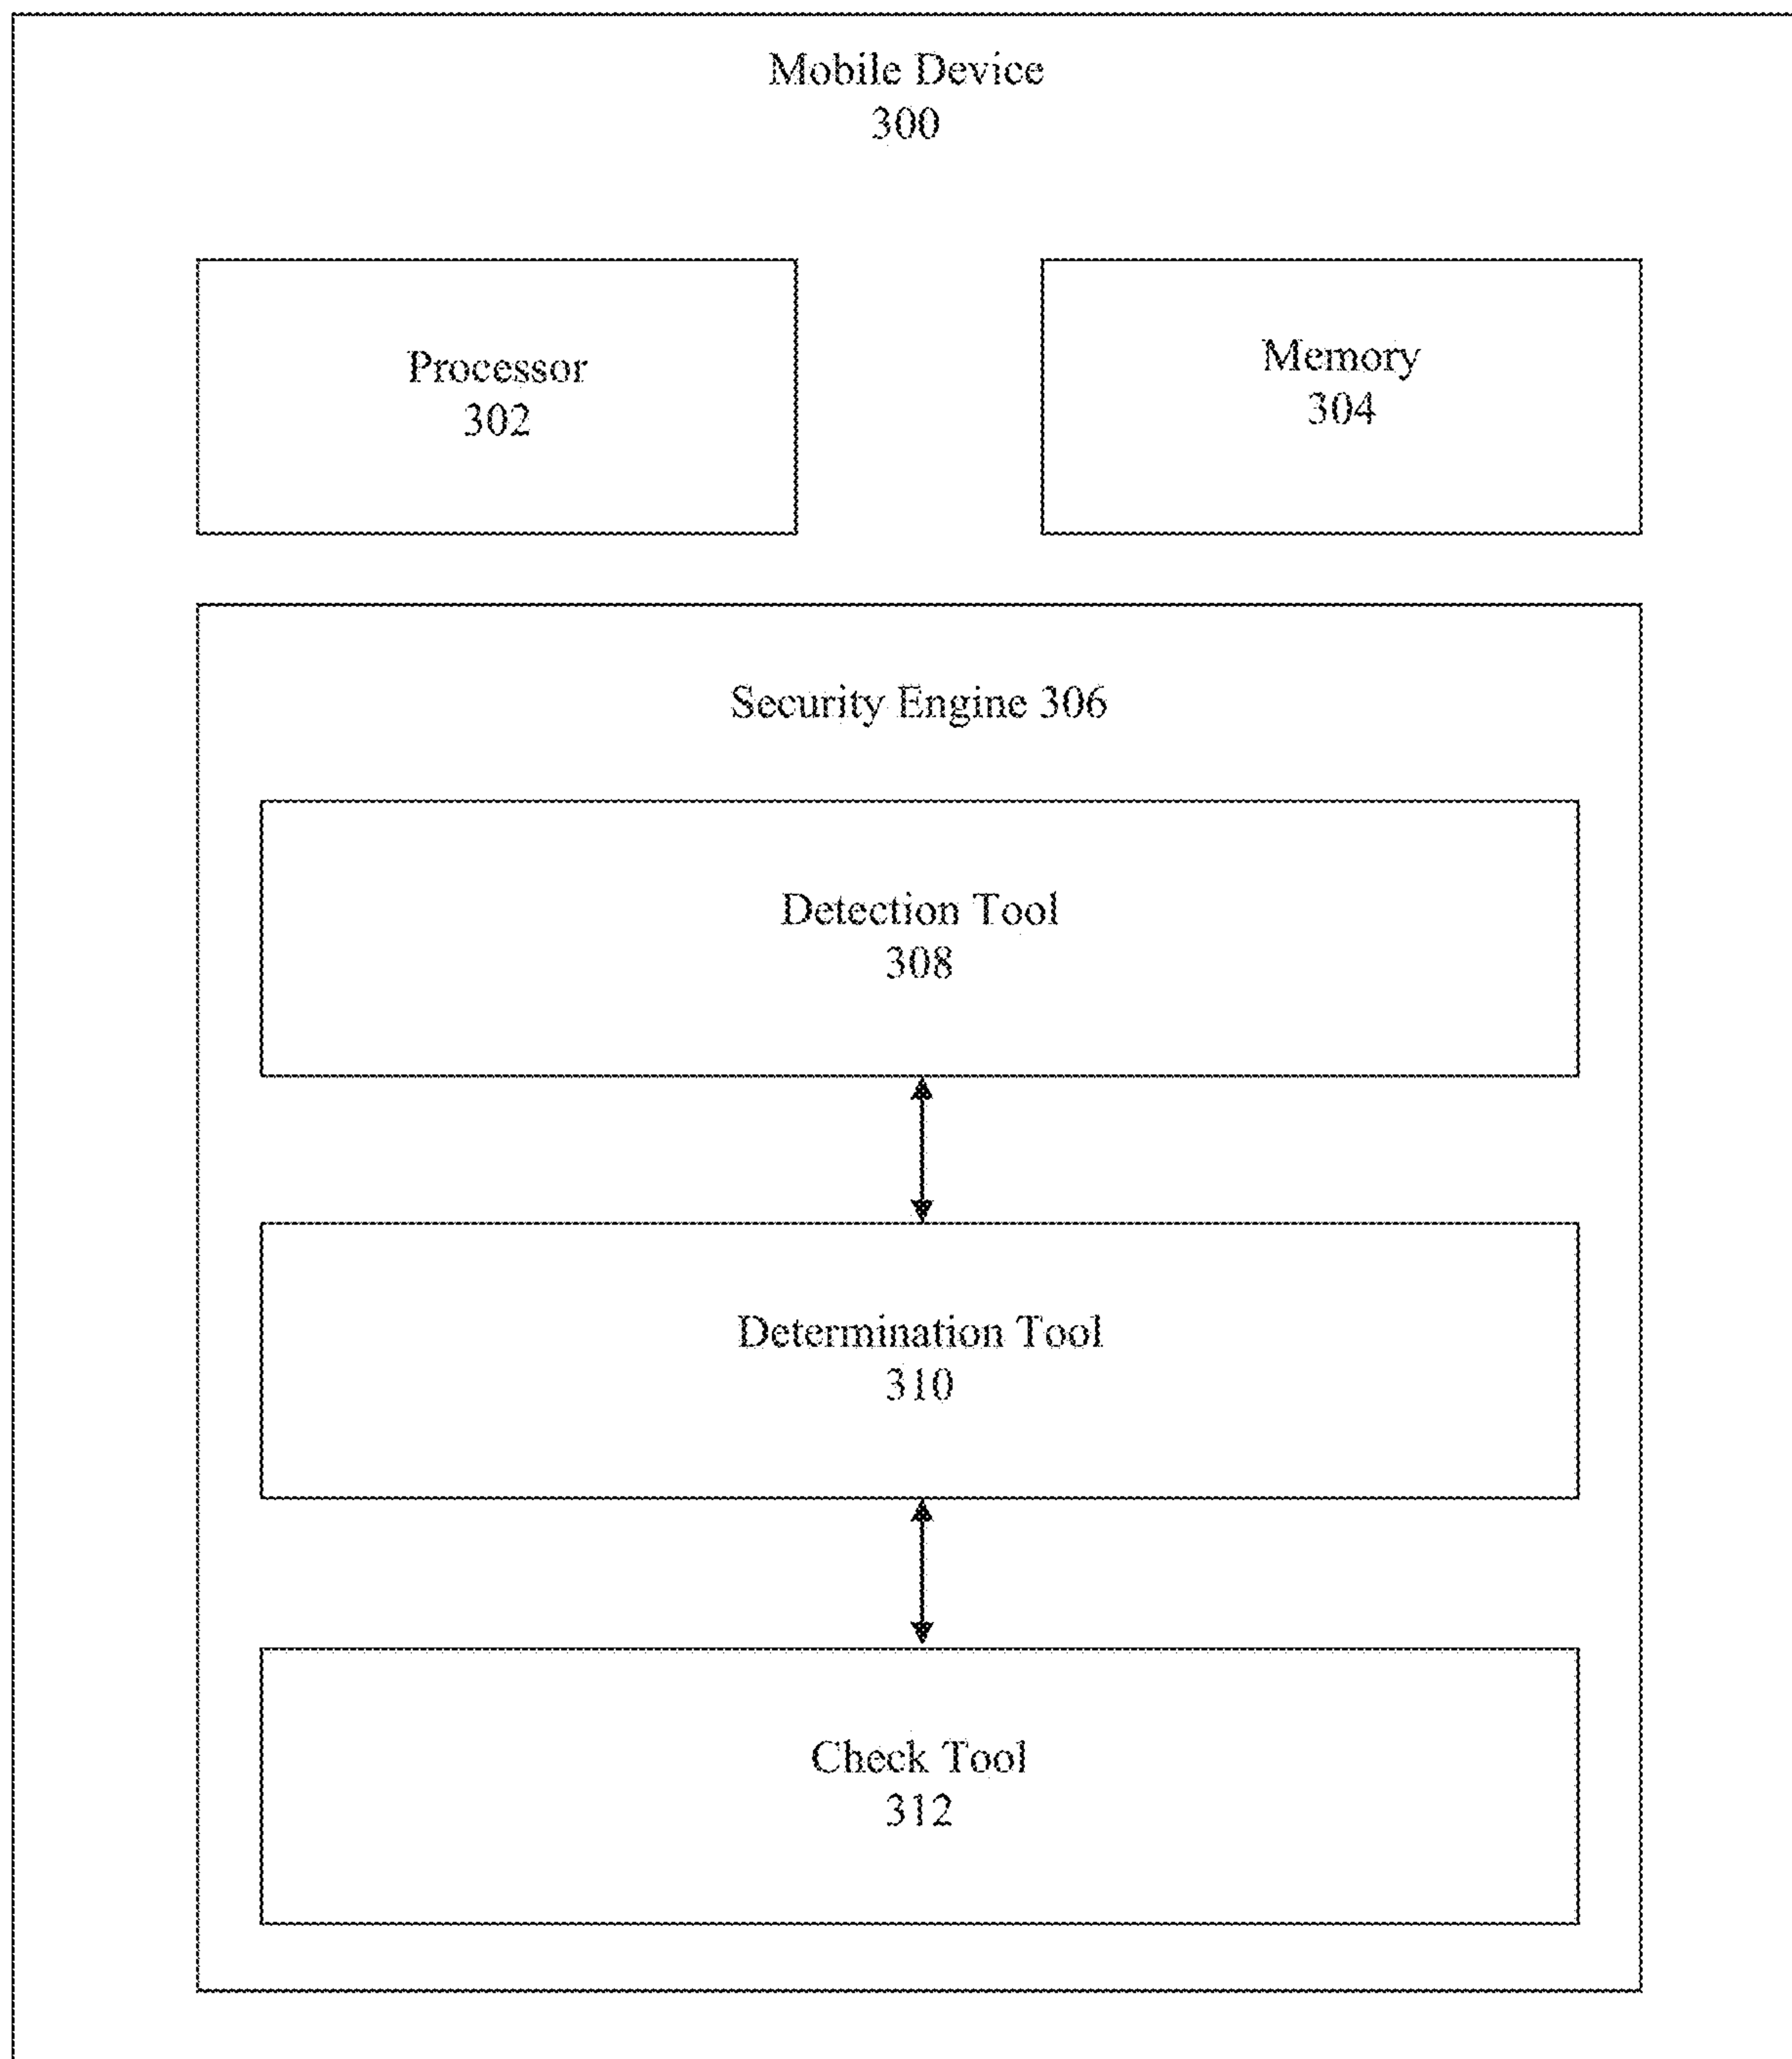 Mobile Device
300
Processor
302
Memory
304
Security Engine 306
Detection Tool
308
Determination Tool
310
Check Tool
312